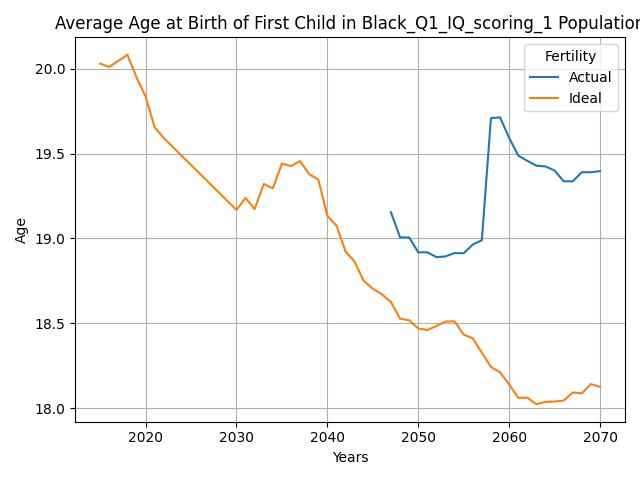 Average Age at Birth of First Child in Black_Q1_IQ_scoring_1 Population
Fertility
Actual
Ideal
20.0
19.5
19.0
18.5
18.0
Age
2020 2030 2040 2050 2060 2070
Years